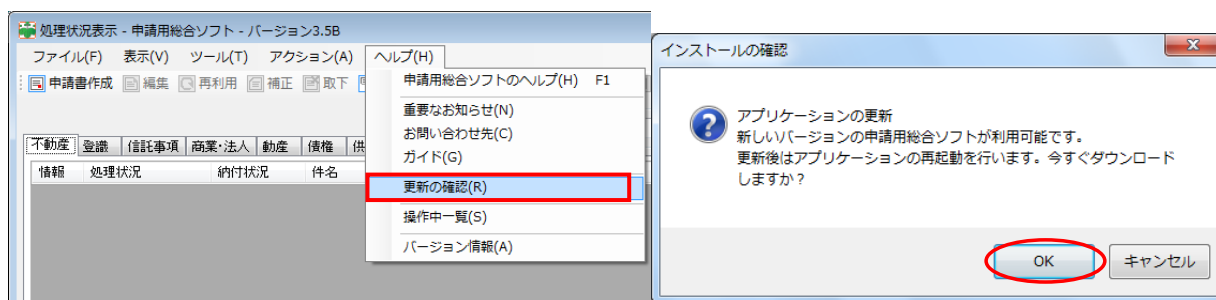 処理状況表示 - 申請用総合ソフト - バージョン3.5B
ファイル(F) 表示(V) ツール(T) アクション(A) ヘルプ(H)
申請書作成 編集 再利用 補正 取下
不動産 登識 信託事項 商業・法人 動産 債権 供
情報 処理状況 納付状況 件名
申請用総合ソフトのヘルプ(H) F1
重要なお知らせ(N)
お問い合わせ先(C)
ガイド(G)
更新の確認(R)
操作中一覧(S)
バージョン情報(A)
インストールの確認
アプリケーションの更新
新しいバージョンの申請用総合ソフトが利用可能です。
更新後はアプリケーションの再起動を行います。今すぐダウンロード
しますか？
OK キャンセル